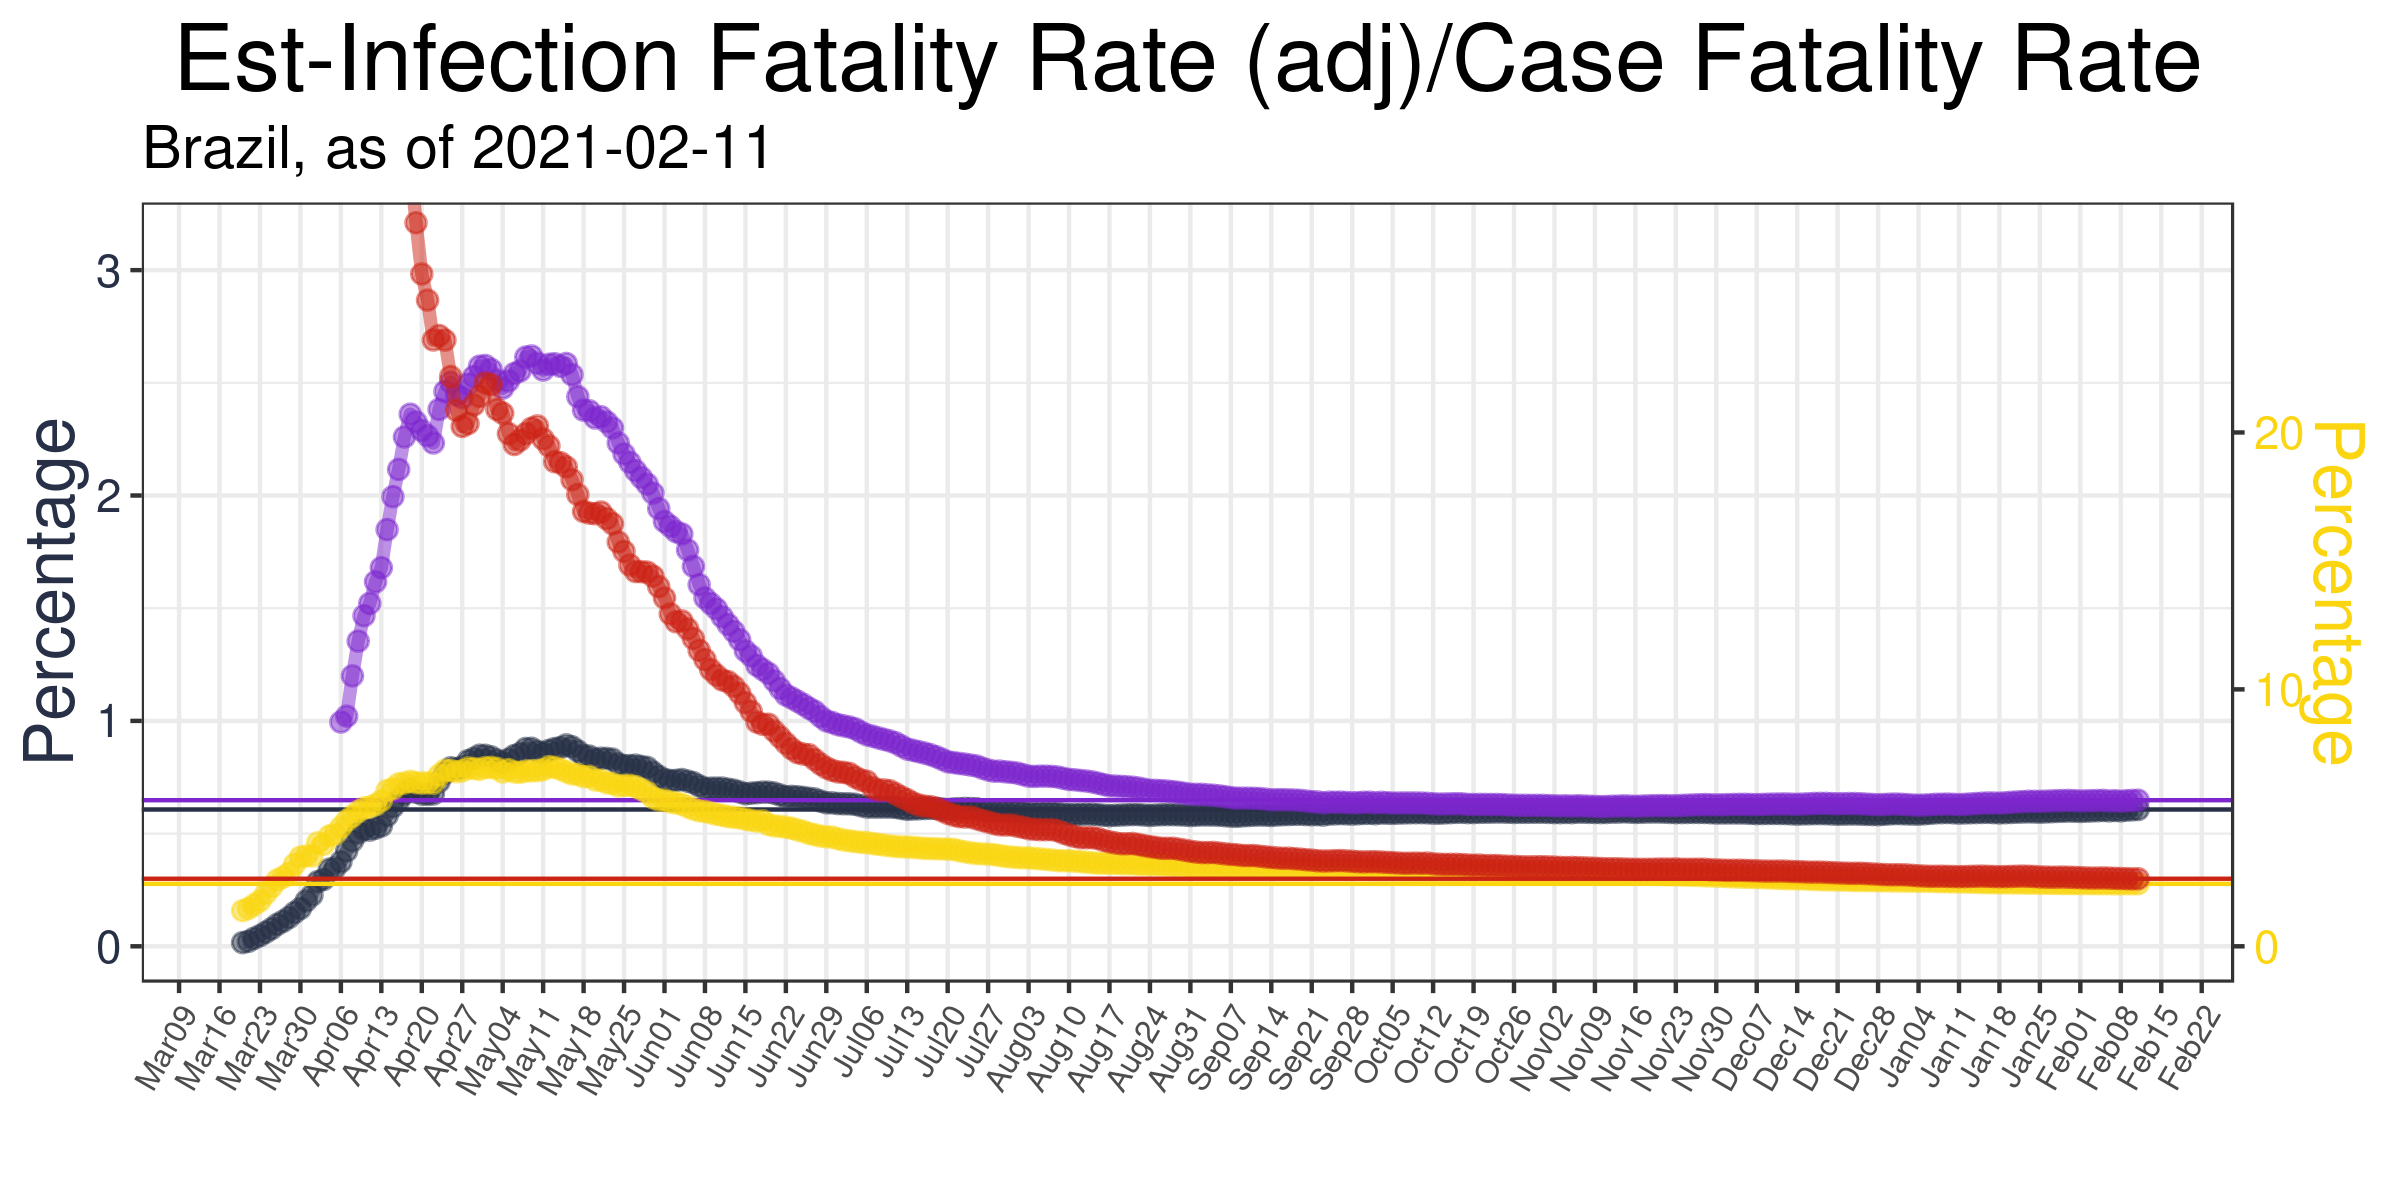 Est-Infection Fatality Rate (adj)/Case Fatality Rate
Brazil, as of 2021-02-11
Percentage
3
2
1
0
20
10
0
Percentage
Mar09
Mar16
Mar23
Mar30
Apr06
Apr13
Apr20
Apr27
May04
May11
May18
May25
Jun01
Jun08
Jun15
Jun22
Jun29
Jul06
Jul13
Jul20
Jul27
Aug03
Aug10
Aug17
Aug24
Aug31
Sep07
Sep14
Sep21
Sep28
Oct05
Oct12
Oct19
Oct26
Nov02
Nov09
Nov16
Nov23
Nov30
Dec07
Dec14
Dec21
Dec28
Jan04
Jan11
Jan18
Jan25
Feb01
Feb08
Feb15
Feb22